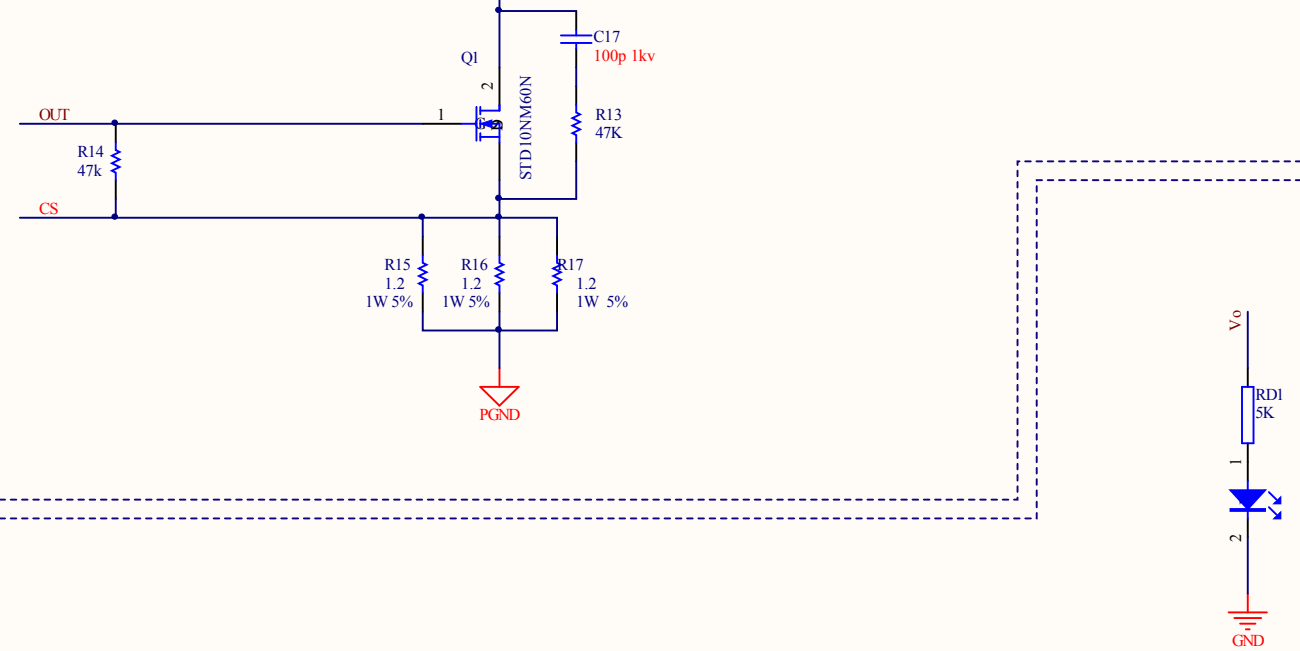 C17
100p 1kv
Q1
2
STD10NM60N
OUT
1
G
R13
47K
R14
47k
CS
R15
1.2
1W 5%
R16
1.2
1W 5%
R17
1.2
1W 5%
PGND
Vo
RD1
5K
1
2
GND